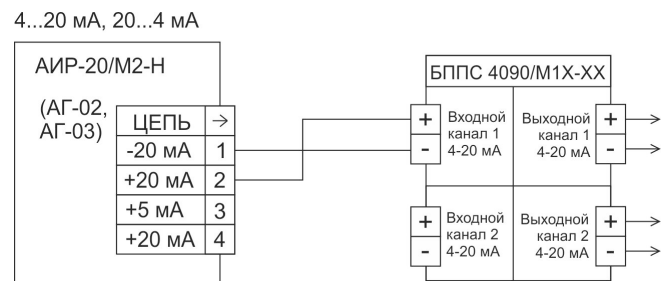 4...20 мА, 20...4 мА
АИР-20/М2-Н
(АГ-02,
АГ-03)
ЦЕПЬ →
-20 мА 1
+20 мА 2
+5 мА 3
+20 мА 4
БППС 4090/М1Х-ХХ
+
-
Входной
канал 1
4-20 мА
Выходной
канал 1
4-20 мА
+
-
+
-
Входной
канал 2
4-20 мА
Выходной
канал 2
4-20 мА
+
-